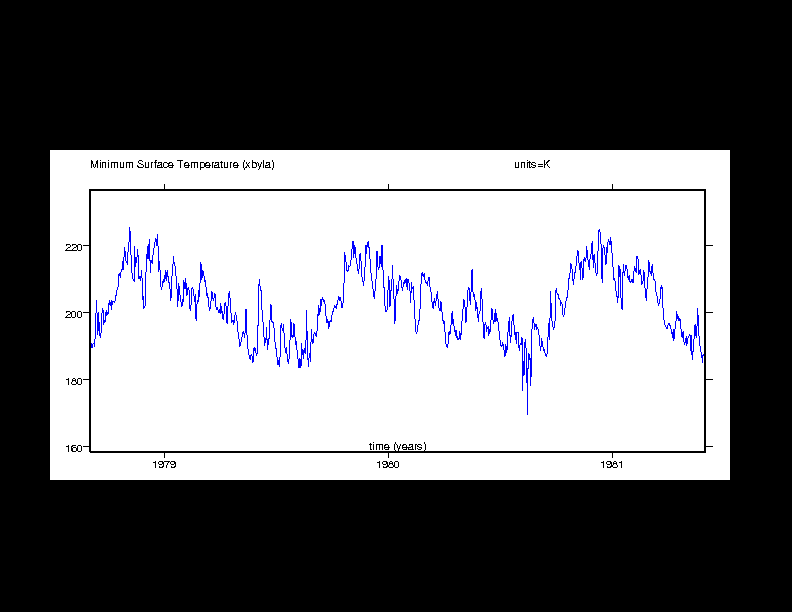 Minimum Surface Temperature (xbyla) units=K
220
200
180
160
time (years)
1979 1980 1981